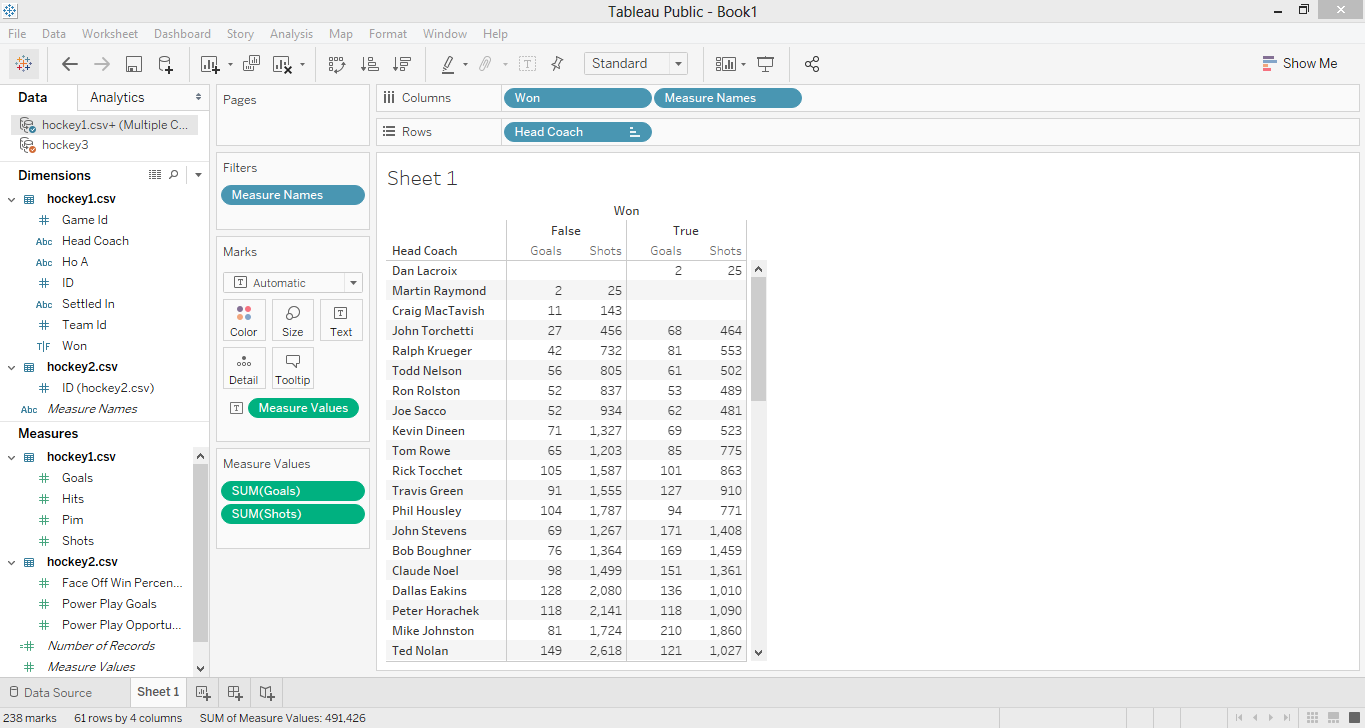 Tableau Public - Book1
File Data Worksheet Dashboard Story Analysis Map Format Window Help
Standard
Show Me
Data Analytics
hockey1.csv+ (Multiple C...
hockey3
Dimensions
hockey1.csv
# Game Id
Abc Head Coach
Abc Ho A
# ID
Abc Settled In
# Team Id
T|F Won
hockey2.csv
# ID (hockey2.csv)
Abc Measure Names
Measures
hockey1.csv
# Goals
# Hits
# Pim
# Shots
hockey2.csv
# Face Off Win Percen...
# Power Play Goals
# Power Play Opportu...
=# Number of Records
# Measure Values
Pages
Filters
Measure Names
Marks
T Automatic
Color Size Text
Detail Tooltip
T Measure Values
Measure Values
SUM(Goals)
SUM(Shots)
Columns Won Measure Names
Rows Head Coach
Sheet 1
Won
False True
Head Coach Goals Shots Goals Shots
Dan Lacroix 2 25
Martin Raymond 2 25
Craig MacTavish 11 143
John Torchetti 27 456 68 464
Ralph Krueger 42 732 81 553
Todd Nelson 56 805 61 502
Ron Rolston 52 837 53 489
Joe Sacco 52 934 62 481
Kevin Dineen 71 1,327 69 523
Tom Rowe 65 1,203 85 775
Rick Tocchet 105 1,587 101 863
Travis Green 91 1,555 127 910
Phil Housley 104 1,787 94 771
John Stevens 69 1,267 171 1,408
Bob Boughner 76 1,364 169 1,459
Claude Noel 98 1,499 151 1,361
Dallas Eakins 128 2,080 136 1,010
Peter Horachek 118 2,141 118 1,090
Mike Johnston 81 1,724 210 1,860
Ted Nolan 149 2,618 121 1,027
Data Source Sheet 1
238 marks 61 rows by 4 columns SUM of Measure Values: 491,426